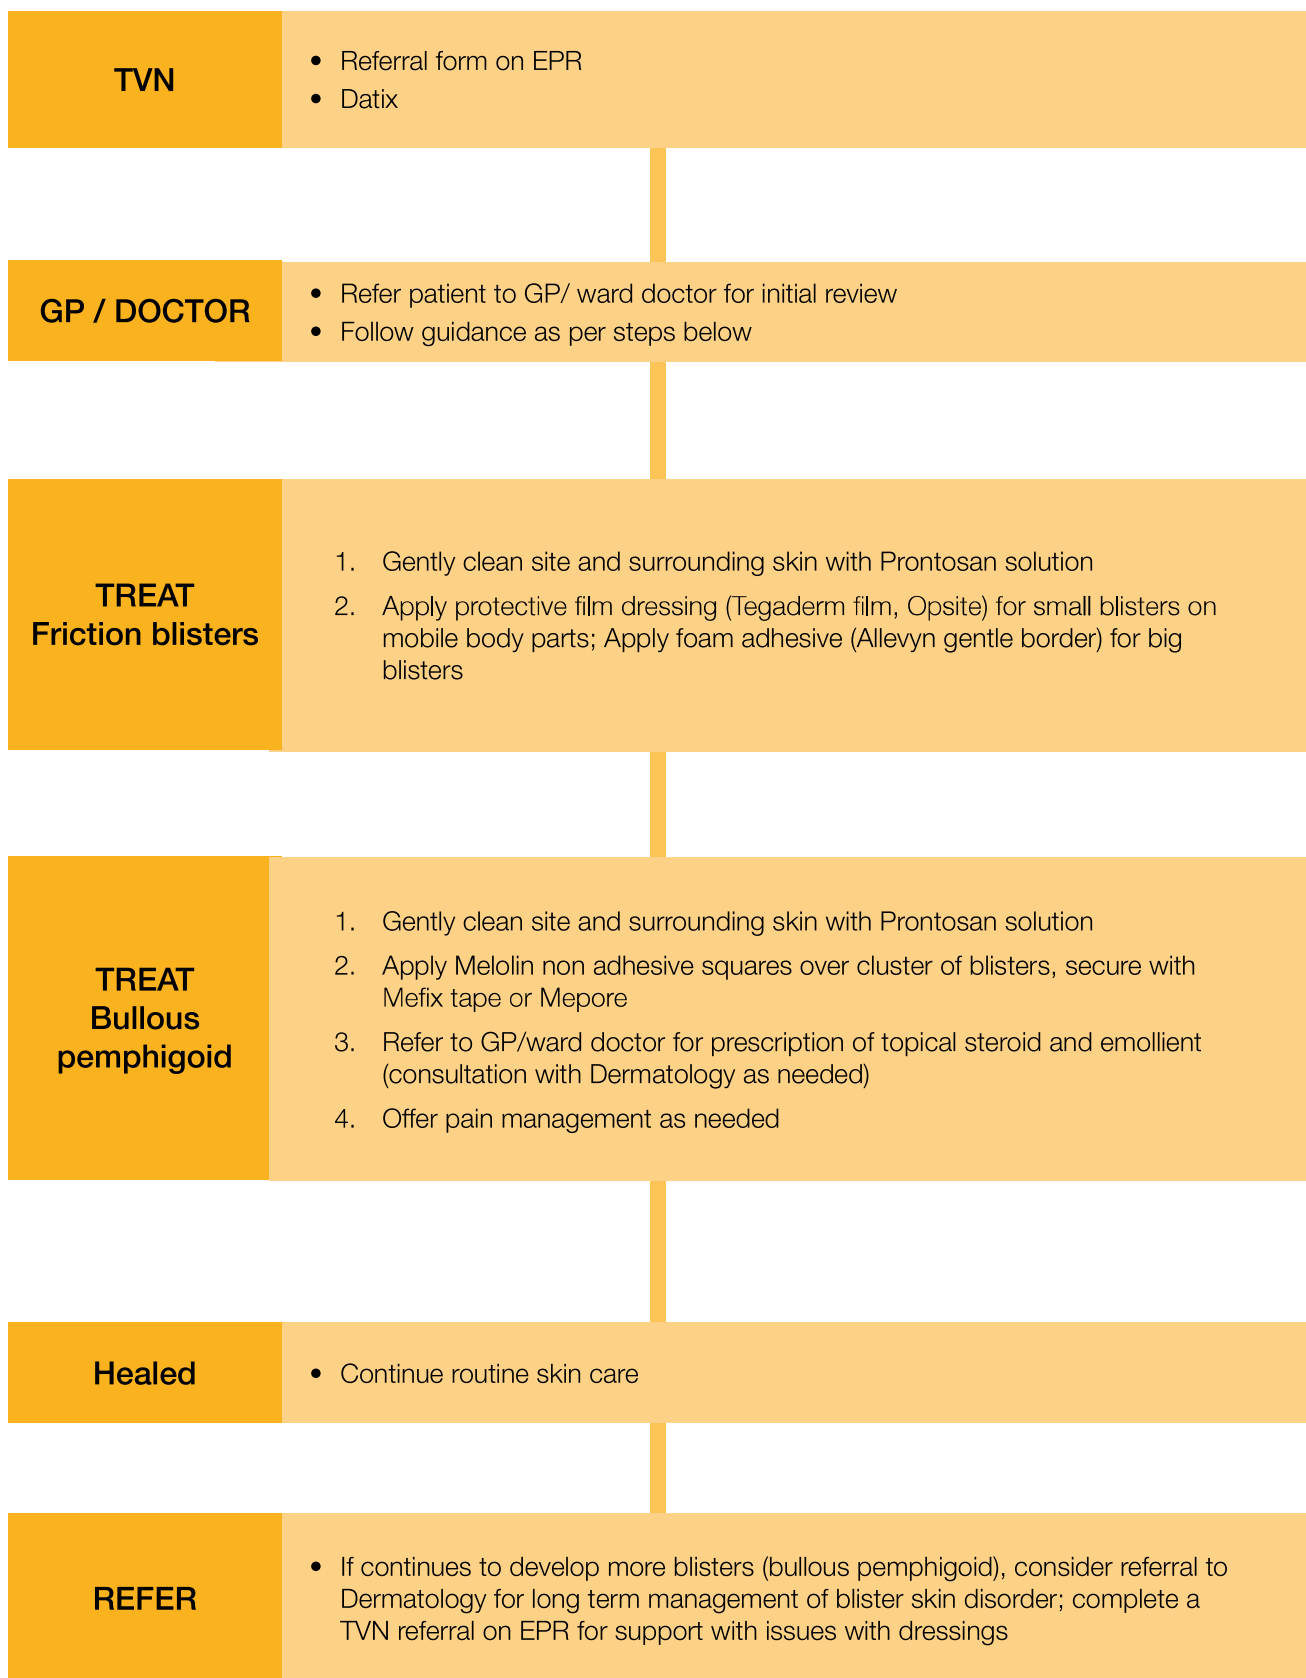 TVN
• Referral form on EPR
• Datix
GP / DOCTOR
• Refer patient to GP/ ward doctor for initial review
• Follow guidance as per steps below
TREAT
Friction blisters
1. Gently clean site and surrounding skin with Prontosan solution
2. Apply protective film dressing (Tegaderm film, Opsite) for small blisters on
mobile body parts; Apply foam adhesive (Allevyn gentle border) for big
blisters
TREAT
Bullous
pemphigoid
1. Gently clean site and surrounding skin with Prontosan solution
2. Apply Melolin non adhesive squares over cluster of blisters, secure with
Mefix tape or Mepore
3. Refer to GP/ward doctor for prescription of topical steroid and emollient
(consultation with Dermatology as needed)
4. Offer pain management as needed
Healed
• Continue routine skin care
REFER
• If continues to develop more blisters (bullous pemphigoid), consider referral to
Dermatology for long term management of blister skin disorder; complete a
TVN referral on EPR for support with issues with dressings